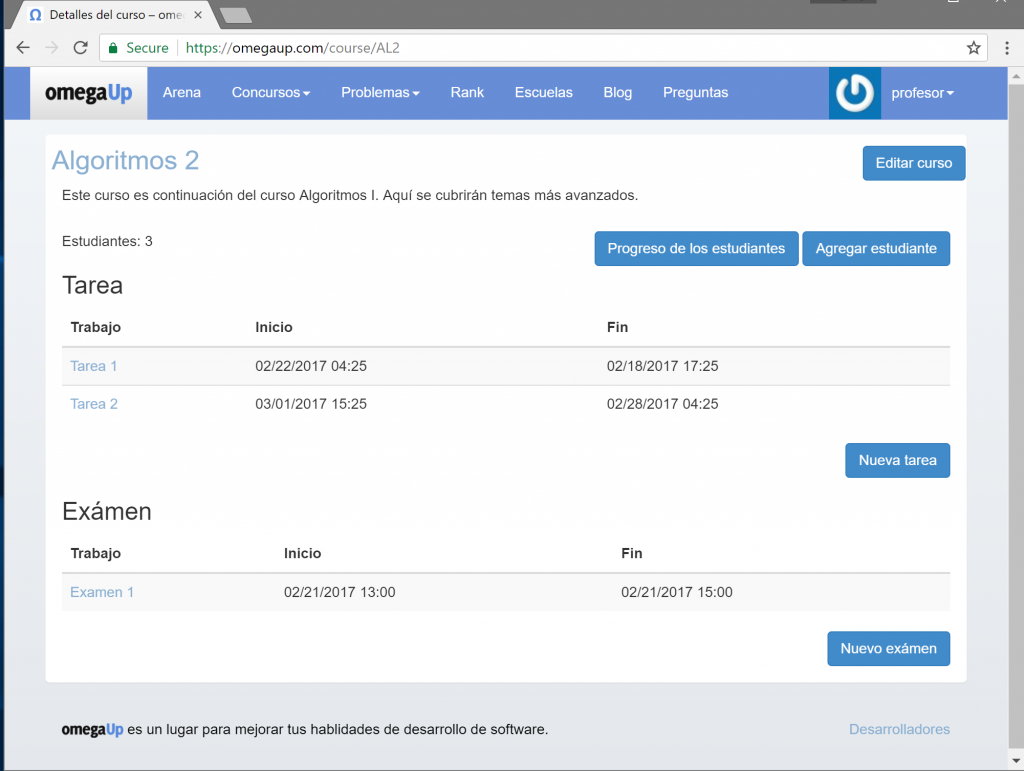 Detalles del curso – ome
Secure https://omegaup.com/course/AL2
omegaUp Arena Concursos Problemas Rank Escuelas Blog Preguntas profesor
Algoritmos 2 Editar curso
Este curso es continuación del curso Algoritmos I. Aquí se cubrirán temas más avanzados.
Estudiantes: 3 Progreso de los estudiantes Agregar estudiante
Tarea
Trabajo Inicio Fin
Tarea 1 02/22/2017 04:25 02/18/2017 17:25
Tarea 2 03/01/2017 15:25 02/28/2017 04:25
Nueva tarea
Exámen
Trabajo Inicio Fin
Examen 1 02/21/2017 13:00 02/21/2017 15:00
Nuevo exámen
omegaUp es un lugar para mejorar tus hablidades de desarrollo de software. Desarrolladores